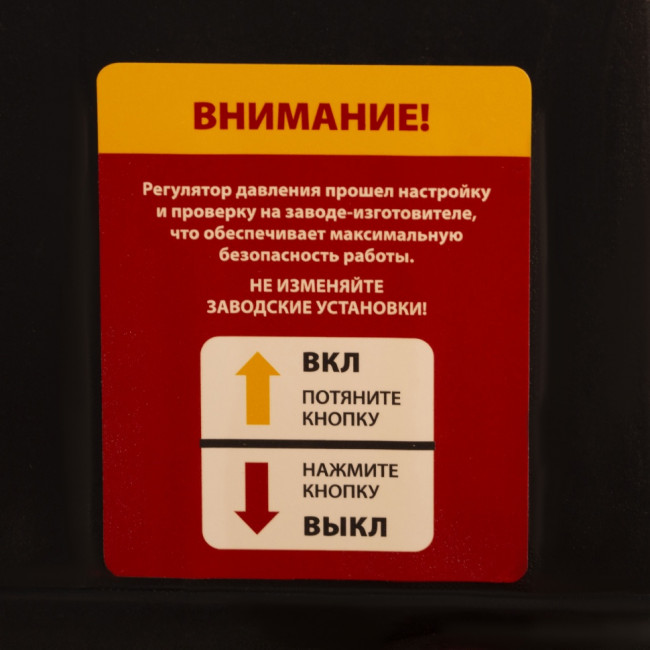 ВНИМАНИЕ!
Регулятор давления прошел настройку
и проверку на заводе-изготовителе,
что обеспечивает максимальную
безопасность работы.
НЕ ИЗМЕНЯЙТЕ
ЗАВОДСКИЕ УСТАНОВКИ!
ВКЛ
ПОТЯНИТЕ
КНОПКУ
НАЖМИТЕ
КНОПКУ
ВЫКЛ